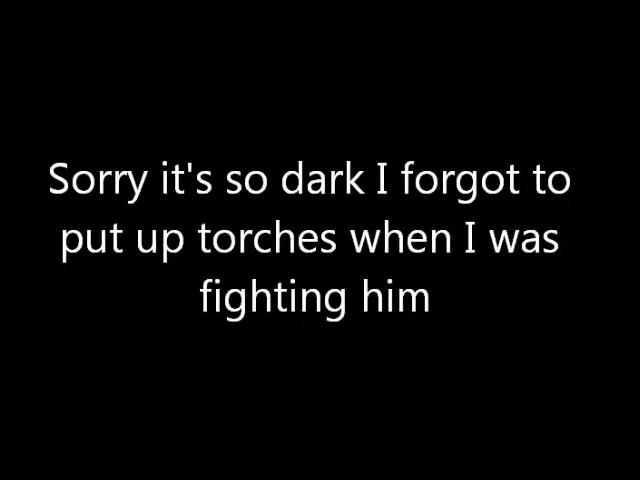 Sorry it's so dark I forgot to
put up torches when I was
fighting him